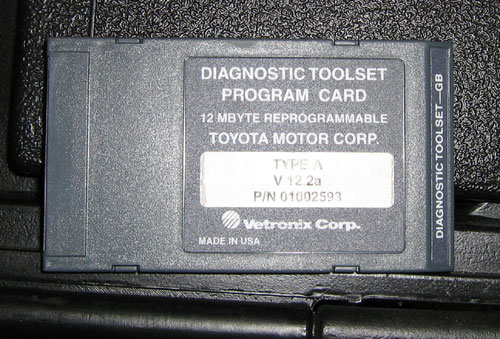 DIAGNOSTIC TOOLSET
PROGRAM CARD
12 MBYTE REPROGRAMMABLE
TOYOTA MOTOR CORP.
TYPE A
V 12.2a
P/N 01002593
Vetronix Corp.
MADE IN USA
DIAGNOSTIC TOOLSET—GB